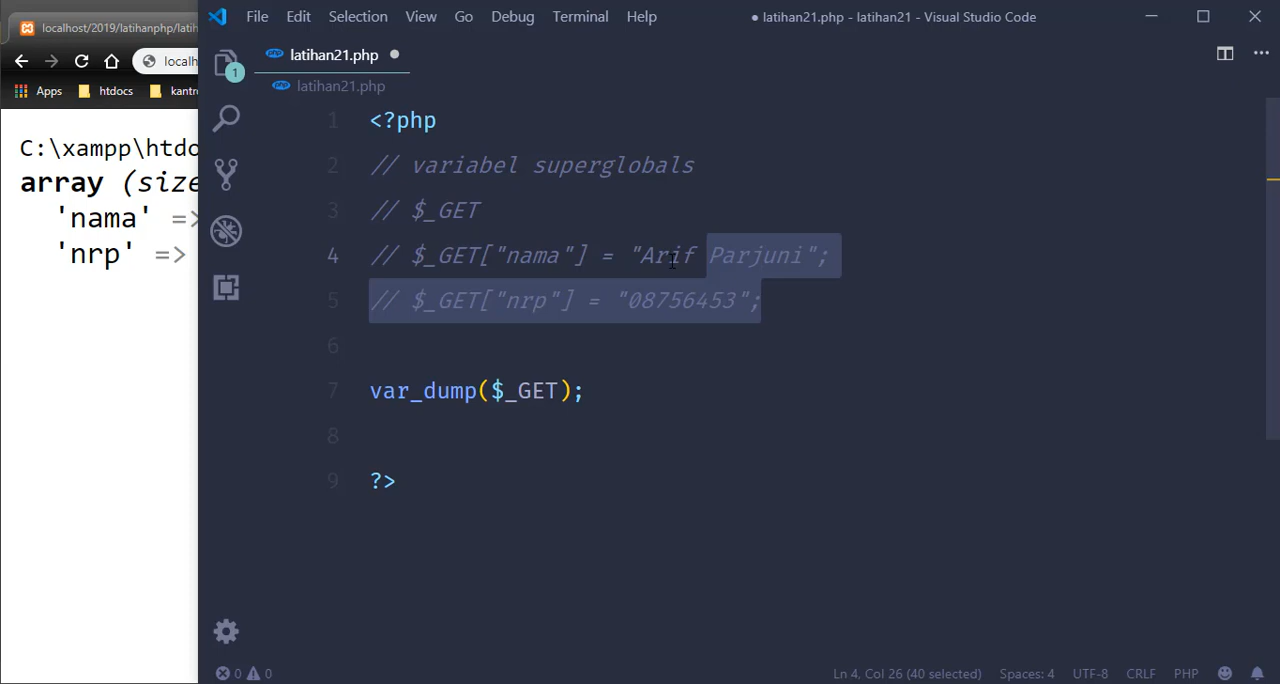 localhost/2019/latihanphp/latih
localh
Apps htdocs kantr
C:\xampp\htdo
array (size
'nama' =>
'nrp' =>
File Edit Selection View Go Debug Terminal Help
● latihan21.php - latihan21 - Visual Studio Code
php latihan21.php
php latihan21.php
1
1 <?php
2 // variabel superglobals
3 // $_GET
4 // $_GET["nama"] = "Arif Parjuni";
5 // $_GET["nrp"] = "08756453";
6
7 var_dump($_GET);
8
9 ?>
0 0
Ln 4, Col 26 (40 selected) Spaces: 4 UTF-8 CRLF PHP